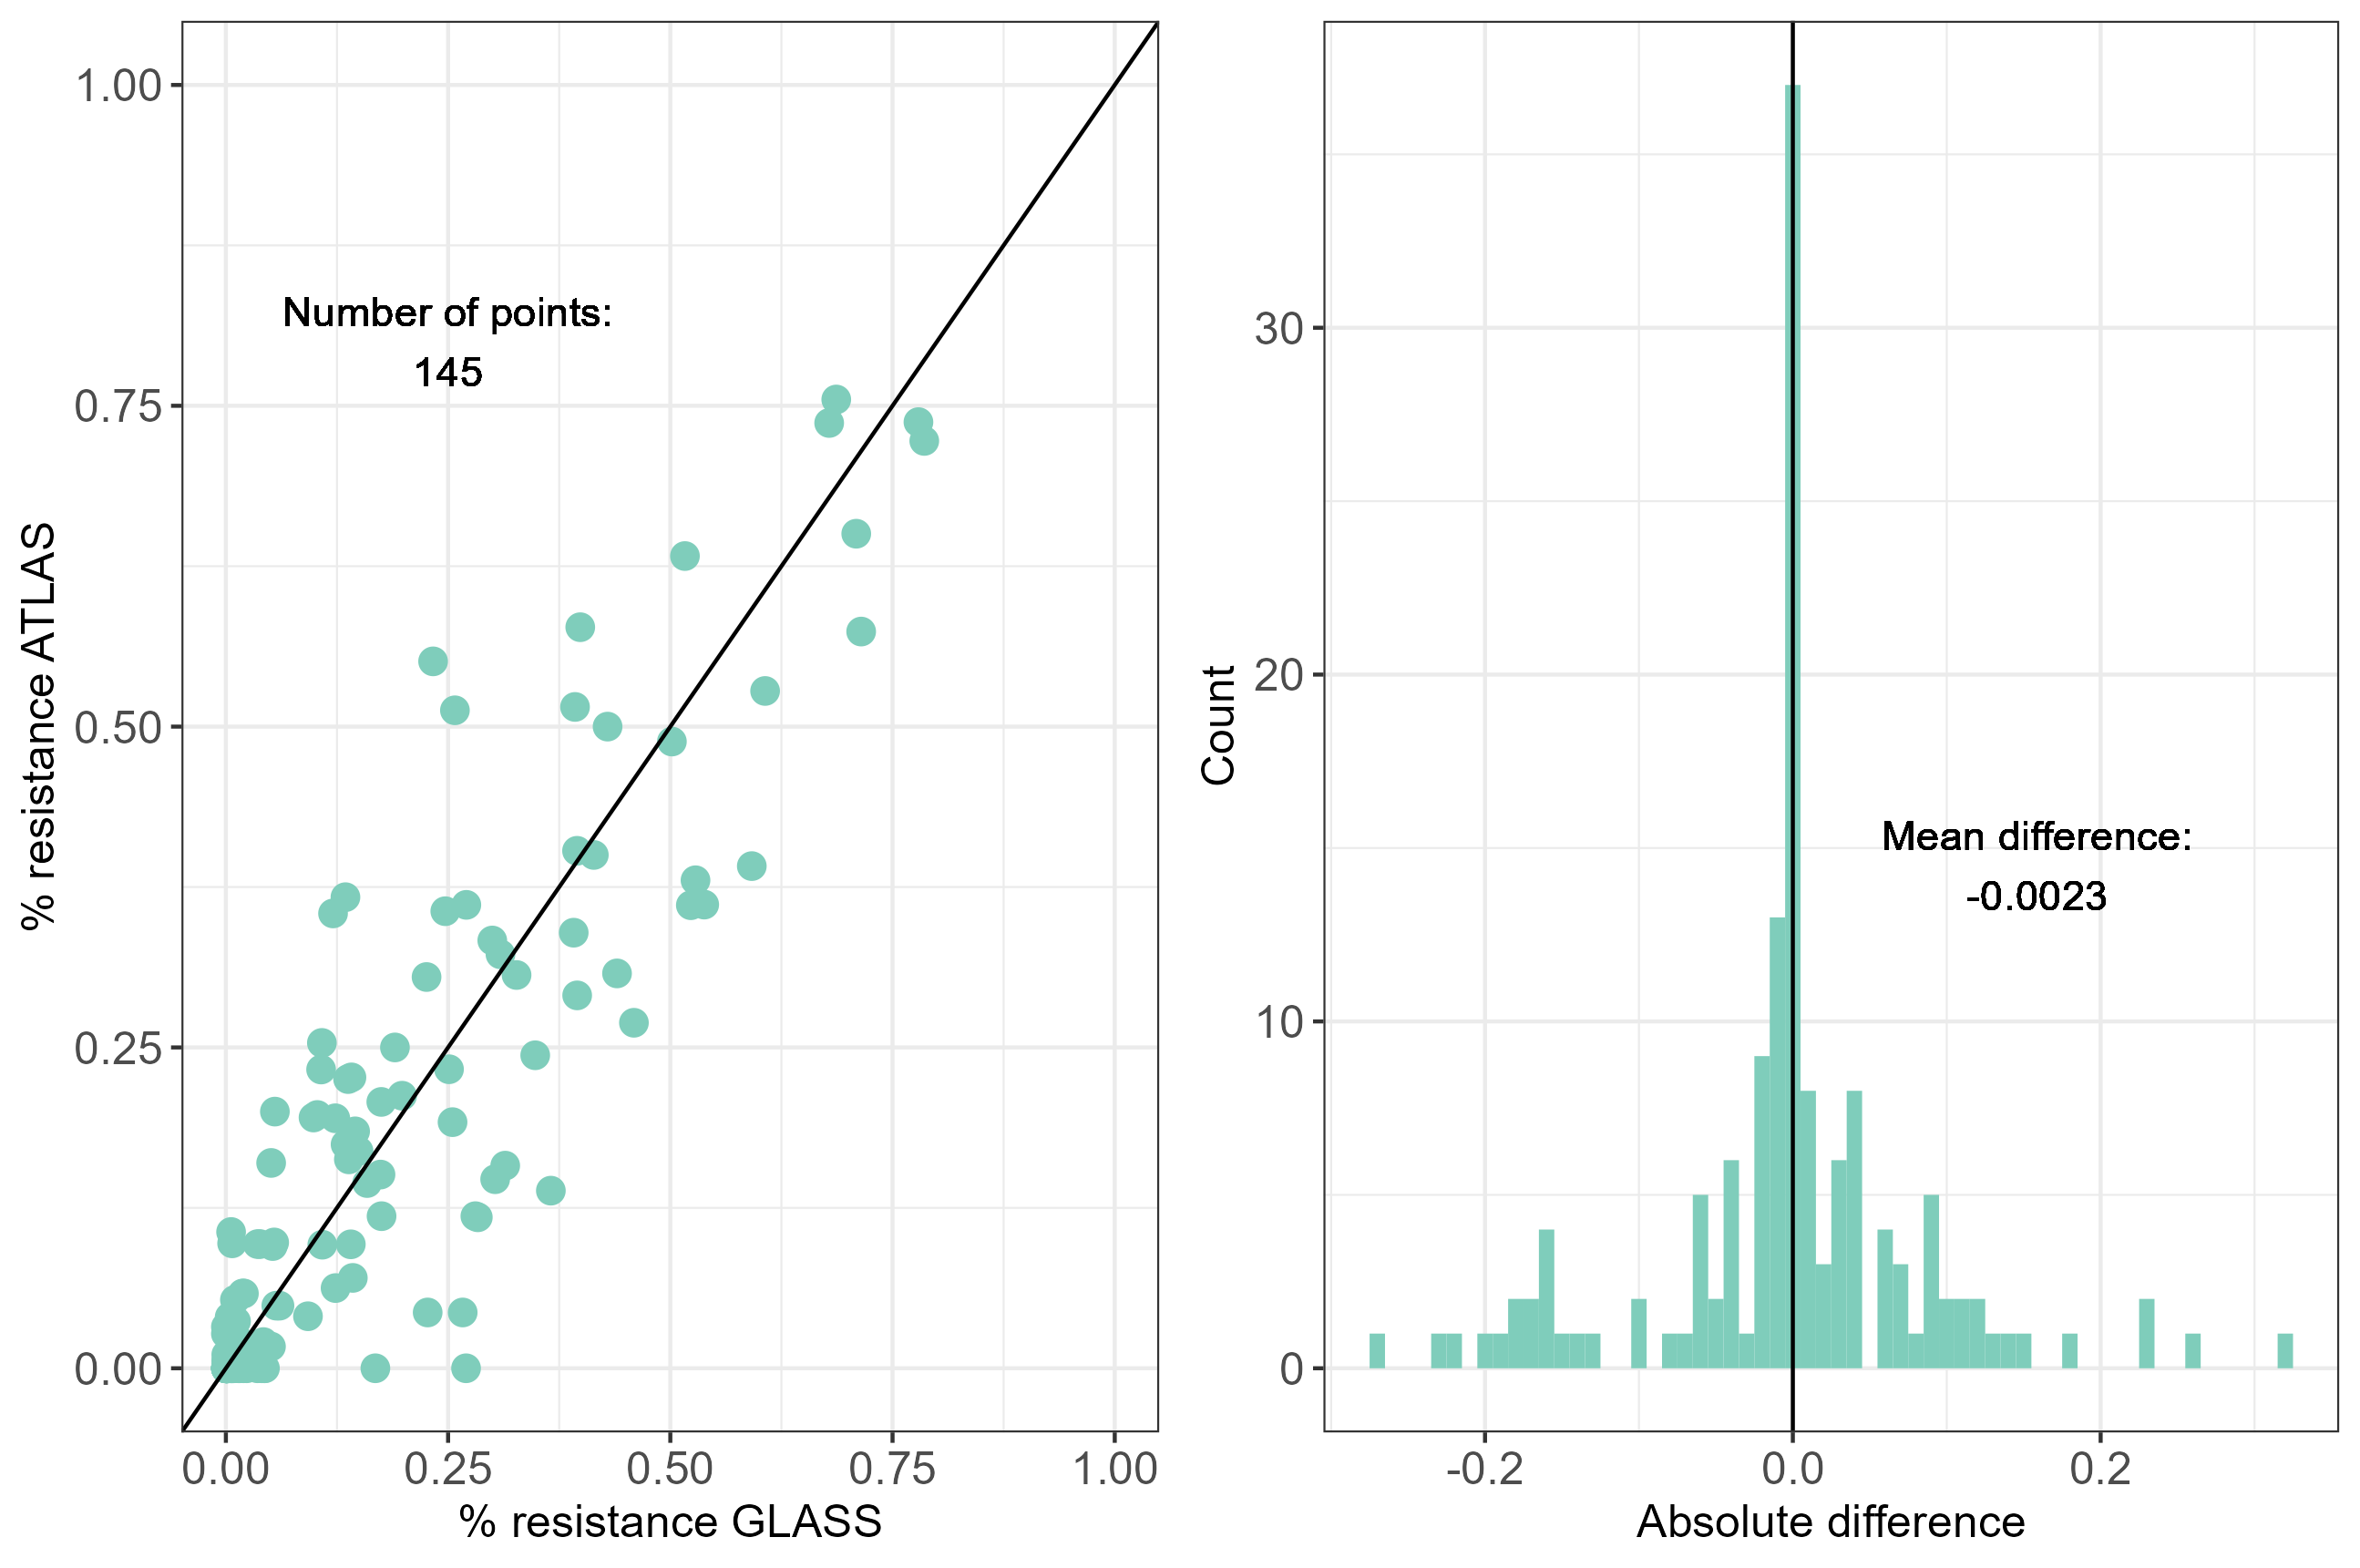 1.00
0.75
0.50
0.25
0.00
% resistance ATLAS
Number of points:
145
0.00 0.25 0.50 0.75 1.00
% resistance GLASS
30
20
10
0
Count
Mean difference:
-0.0023
-0.2 0.0 0.2
Absolute difference